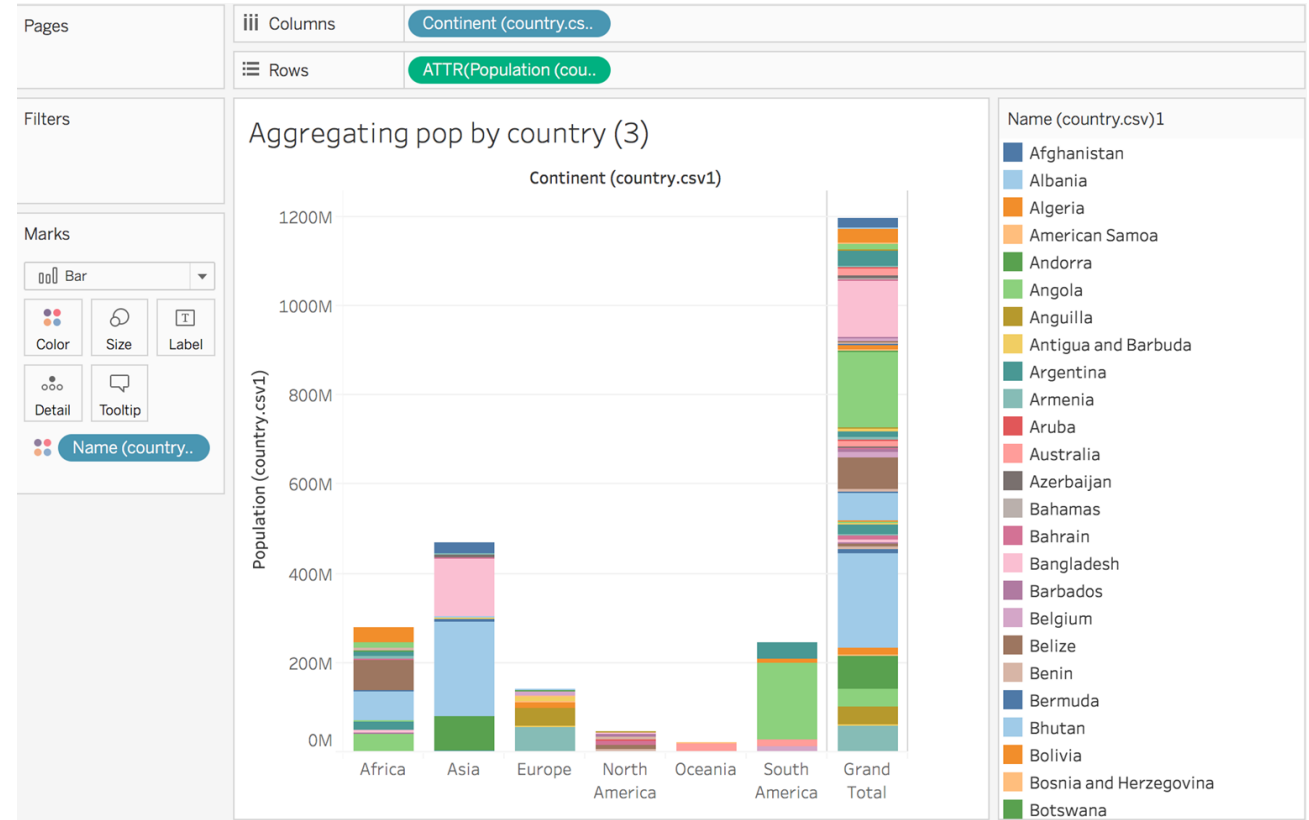 Pages
Columns
Continent (country.cs..
Rows
ATTR(Population (cou..
Filters
Marks
Bar
Color
Size
T
Label
Detail
Tooltip
Name (country..
Aggregating pop by country (3)
Continent (country.csv1)
Population (country.csv1)
1200M
1000M
800M
600M
400M
200M
0M
Africa
Asia
Europe
North
America
Oceania
South
America
Grand
Total
Name (country.csv)1
Afghanistan
Albania
Algeria
American Samoa
Andorra
Angola
Anguilla
Antigua and Barbuda
Argentina
Armenia
Aruba
Australia
Azerbaijan
Bahamas
Bahrain
Bangladesh
Barbados
Belgium
Belize
Benin
Bermuda
Bhutan
Bolivia
Bosnia and Herzegovina
Botswana